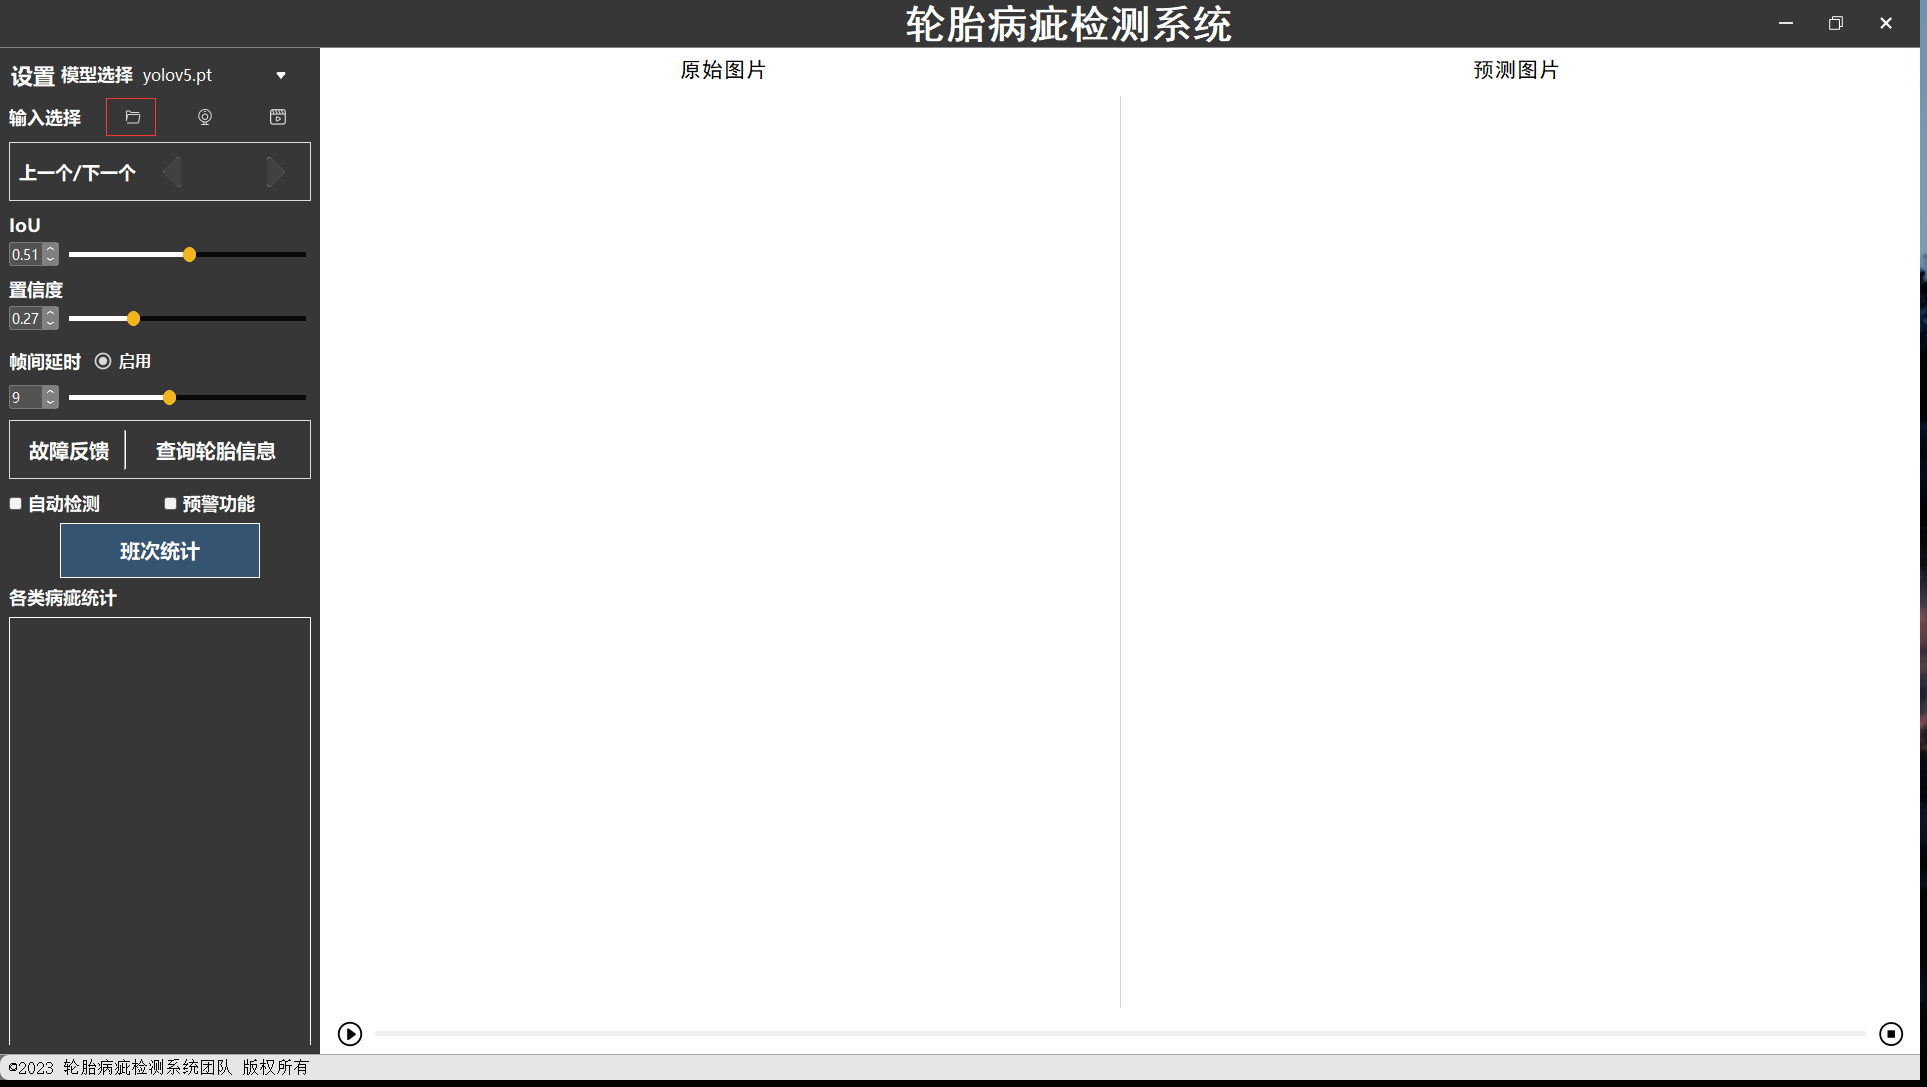 轮胎病疵检测系统
设置 模型选择 yolov5.pt
输入选择
上一个/下一个
IoU
0.51
置信度
0.27
帧间延时 启用
9
故障反馈 查询轮胎信息
自动检测 预警功能
班次统计
各类病疵统计
原始图片 预测图片
©2023 轮胎病疵检测系统团队 版权所有